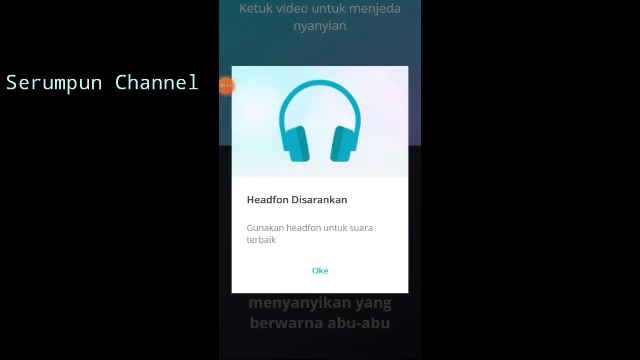 Ketuk video untuk menjeda
nyanyian
Serumpun Channel
Headfon Disarankan
Gunakan headfon untuk suara
terbaik
Oke
menyanyikan yang
berwarna abu-abu